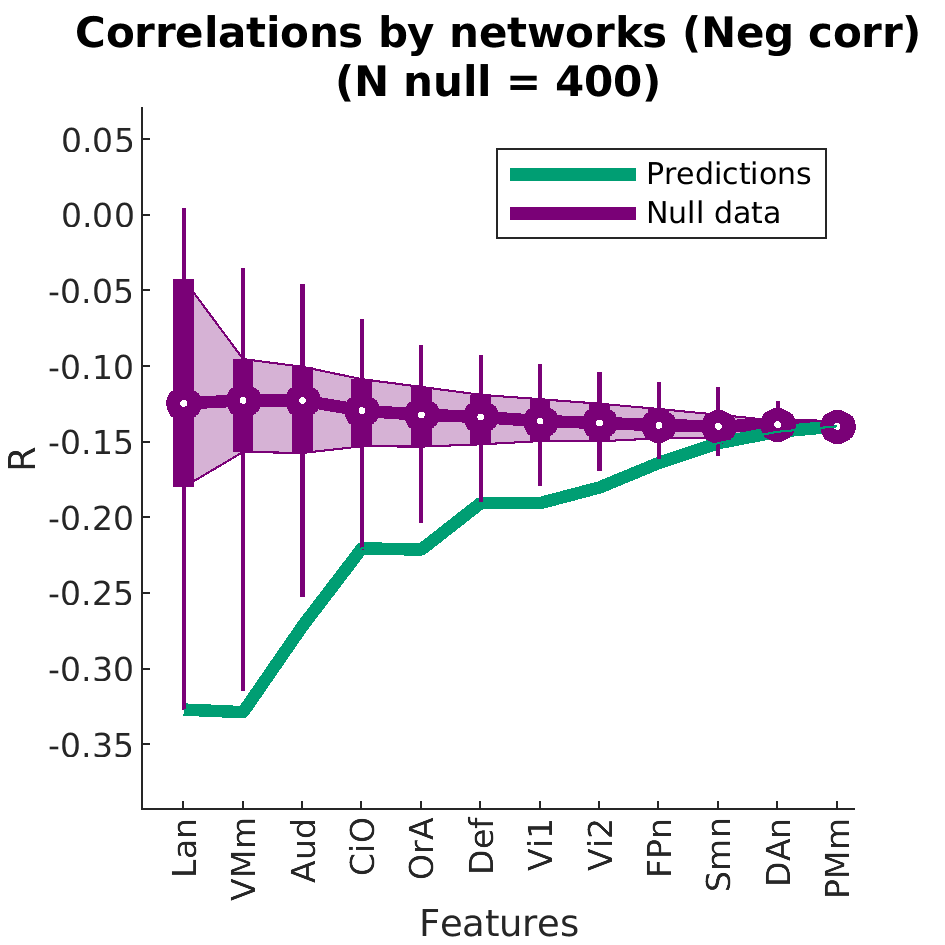 Correlations by networks (Neg corr)
(N null = 400)
Predictions
Null data
0.05
0.00
-0.05
-0.10
-0.15
-0.20
-0.25
-0.30
-0.35
R
Lan
VMm
Aud
CiO
OrA
Def
Vi1
Vi2
FPn
Smn
DAn
PMm
Features